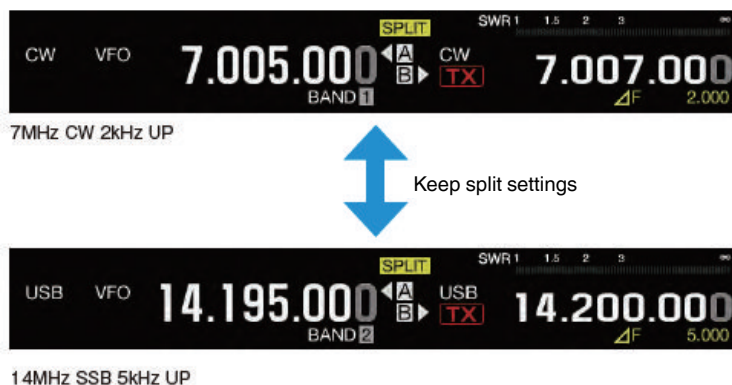 SPLIT SWR 1 1.5 2 3 ∞
CW VFO 7.005.000 ◀A CW 7.007.000
B▶ TX
BAND 1 ⊿F 2.000
7MHz CW 2kHz UP
Keep split settings
SPLIT SWR 1 1.5 2 3 ∞
USB VFO 14.195.000 ◀A USB 14.200.000
B▶ TX
BAND 2 ⊿F 5.000
14MHz SSB 5kHz UP